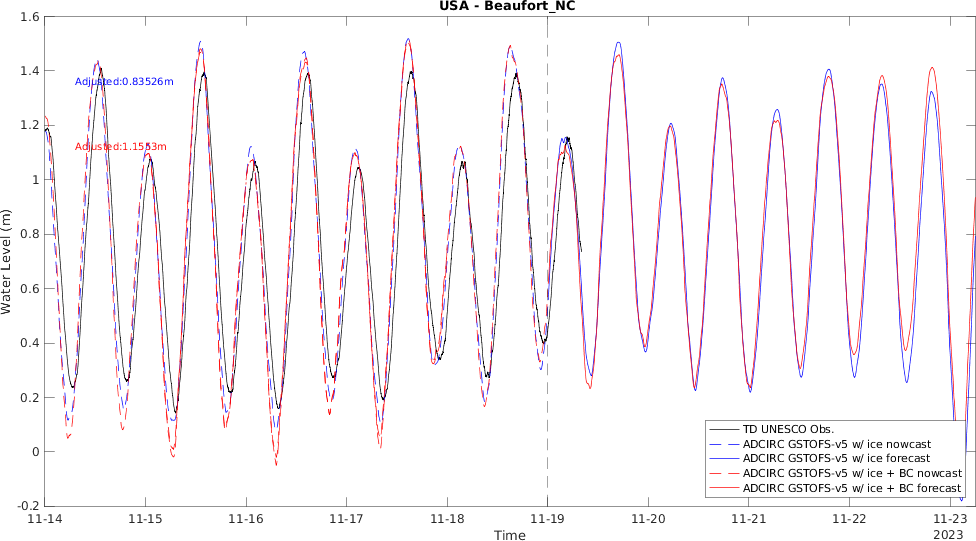 USA - Beaufort_NC
1.6
1.4
1.2
1
0.8
0.6
0.4
0.2
0
-0.2
Water Level (m)
Adjusted:0.83526m
Adjusted:1.1553m
TD UNESCO Obs.
ADCIRC GSTOFS-v5 w/ ice nowcast
ADCIRC GSTOFS-v5 w/ ice forecast
ADCIRC GSTOFS-v5 w/ ice + BC nowcast
ADCIRC GSTOFS-v5 w/ ice + BC forecast
11-14 11-15 11-16 11-17 11-18 11-19 11-20 11-21 11-22 11-23
Time
2023